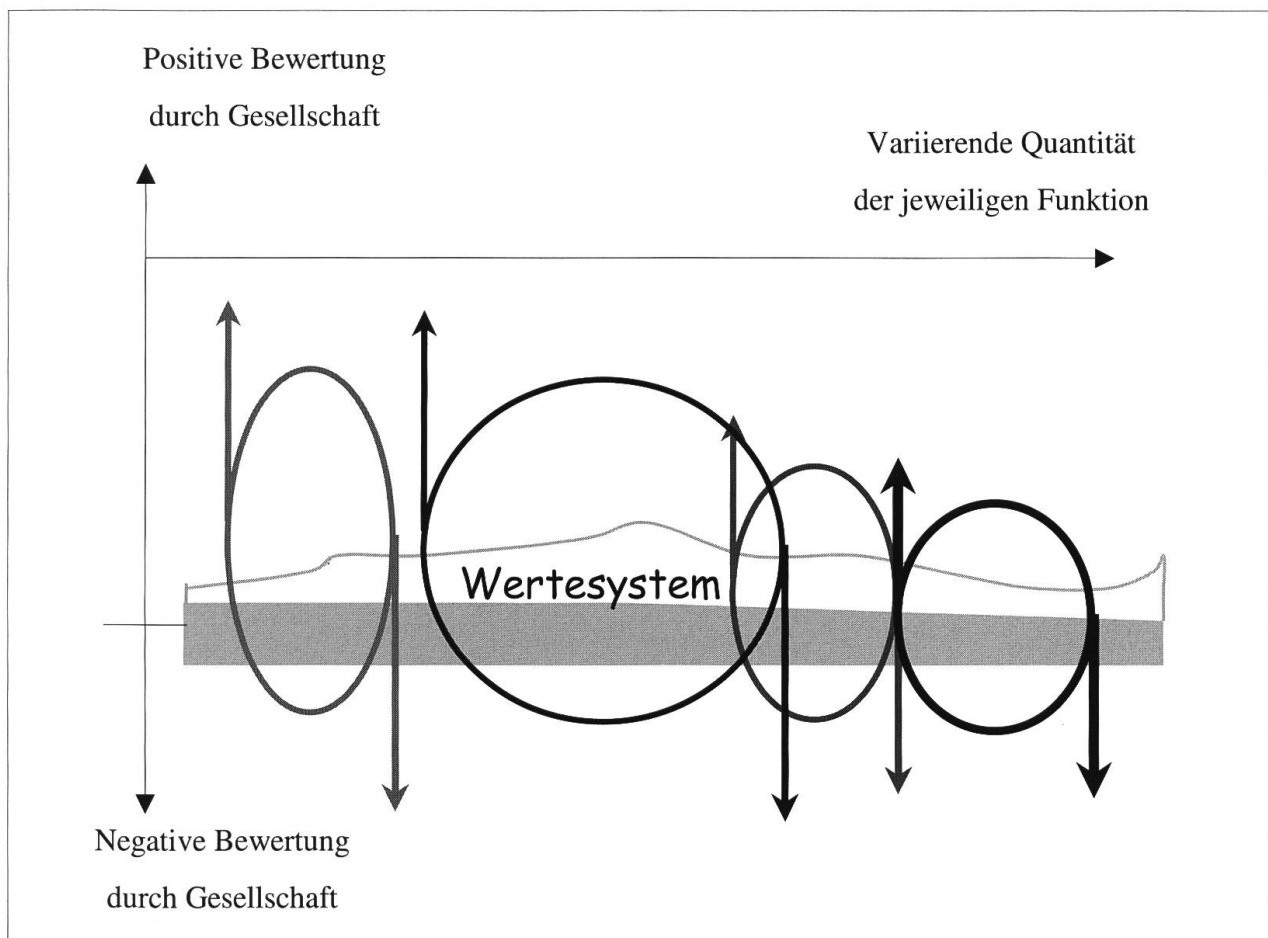 Positive Bewertung
durch Gesellschaft
Variierende Quantität
der jeweiligen Funktion
Wertesystem
Negative Bewertung
durch Gesellschaft